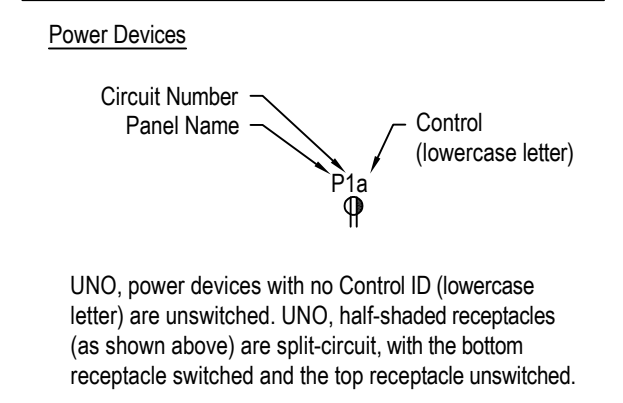 Power Devices
Circuit Number
Panel Name
Control
(lowercase letter)
P1a
UNO, power devices with no Control ID (lowercase
letter) are unswitched. UNO, half-shaded receptacles
(as shown above) are split-circuit, with the bottom
receptacle switched and the top receptacle unswitched.